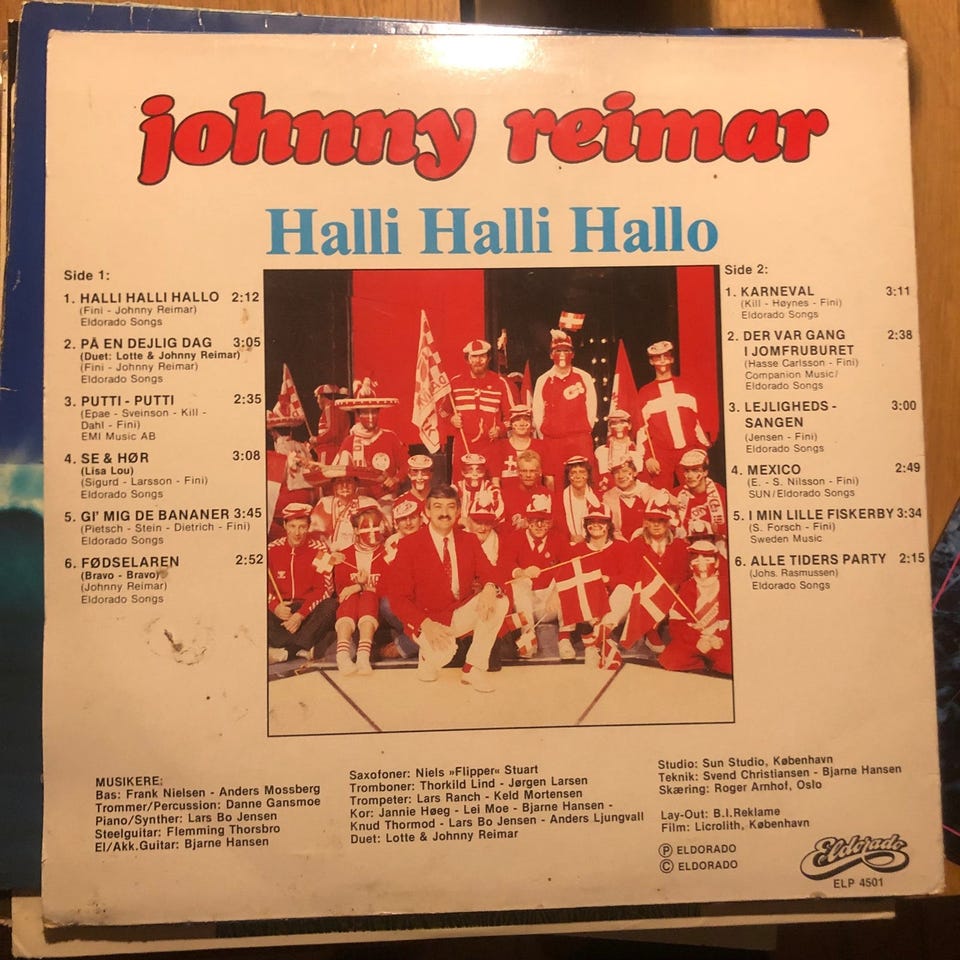 johnny reimar
Halli Halli Hallo
Side 1:
1. HALLI HALLI HALLO 2:12
(Fini - Johnny Reimar)
Eldorado Songs
2. PÅ EN DEJLIG DAG 3:05
(Duet: Lotte & Johnny Reimar)
(Fini - Johnny Reimar)
Eldorado Songs
3. PUTTI - PUTTI 2:35
(Epae - Sveinson - Kill -
Dahl - Fini)
EMI Music AB
4. SE & HØR 3:08
(Lisa Lou)
(Sigurd - Larsson - Fini)
Eldorado Songs
5. GI' MIG DE BANANER 3:45
(Pietsch - Stein - Dietrich - Fini)
Eldorado Songs
6. FØDSELAREN 2:52
(Bravo - Bravo)
(Johnny Reimar)
Eldorado Songs
Side 2:
1. KARNEVAL 3:11
(Kill - Høynes - Fini)
Eldorado Songs
2. DER VAR GANG 2:38
I JOMFRUBURET
(Hasse Carlsson - Fini)
Companion Music/
Eldorado Songs
3. LEJLIGHEDS - 3:00
SANGEN
(Jensen - Fini)
Eldorado Songs
4. MEXICO 2:49
(E. - S. Nilsson - Fini)
SUN/Eldorado Songs
5. I MIN LILLE FISKERBY 3:34
(S. Forsch - Fini)
Sweden Music
6. ALLE TIDERS PARTY 2:15
(Johs. Rasmussen)
Eldorado Songs
MUSIKERE:
Bas: Frank Nielsen - Anders Mossberg
Trommer/Percussion: Danne Gansmoe
Piano/Synther: Lars Bo Jensen
Steelguitar: Flemming Thorsbro
El/Akk.Guitar: Bjarne Hansen
Saxofoner: Niels »Flipper« Stuart
Tromboner: Thorkild Lind - Jørgen Larsen
Trompeter: Lars Ranch - Keld Mortensen
Kor: Jannie Høeg - Lei Moe - Bjarne Hansen -
Knud Thormod - Lars Bo Jensen - Anders Ljungvall
Duet: Lotte & Johnny Reimar
Studio: Sun Studio, København
Teknik: Svend Christiansen - Bjarne Hansen
Skæring: Roger Arnhof, Oslo
Lay-Out: B.I.Reklame
Film: Licrolith, København
Ⓟ ELDORADO
© ELDORADO
Eldorado
ELP 4501